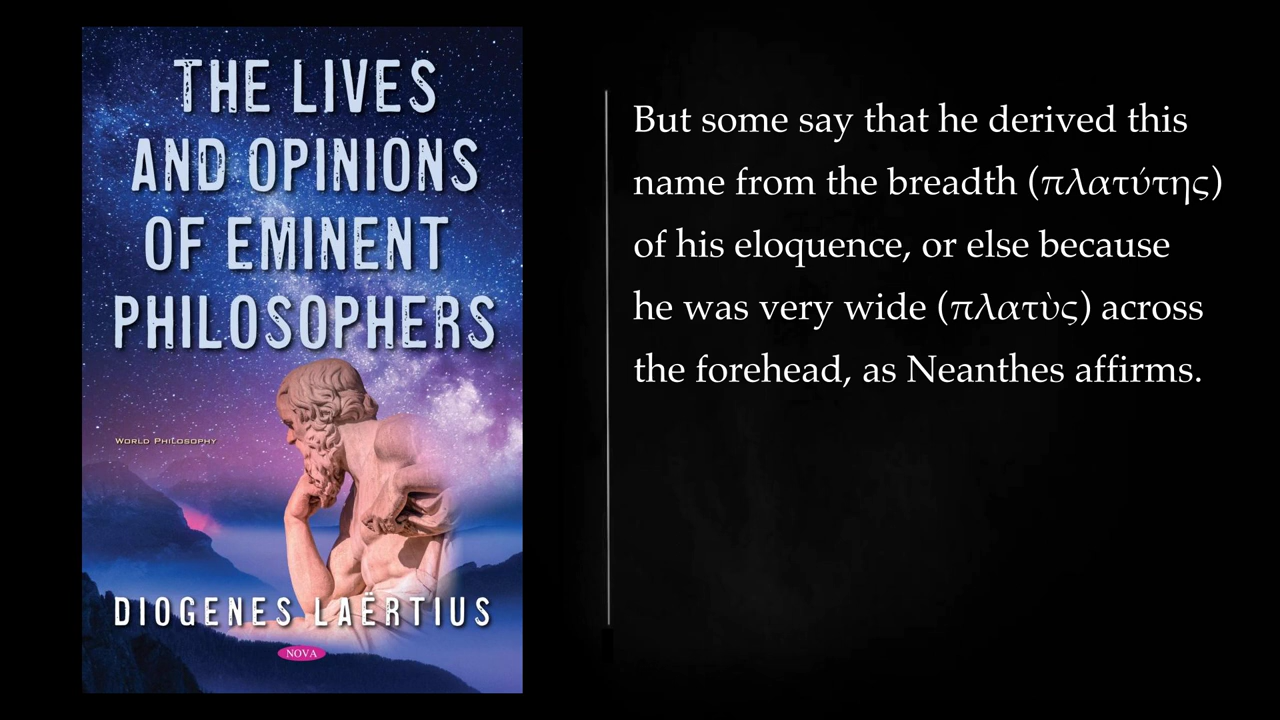 THE LIVES
AND OPINIONS
OF EMINENT
PHILOSOPHERS
WORLD PHILOSOPHY
DIOGENES LAËRTIUS
NOVA
But some say that he derived this
name from the breadth (πλατύτης)
of his eloquence, or else because
he was very wide (πλατὺς) across
the forehead, as Neanthes affirms.